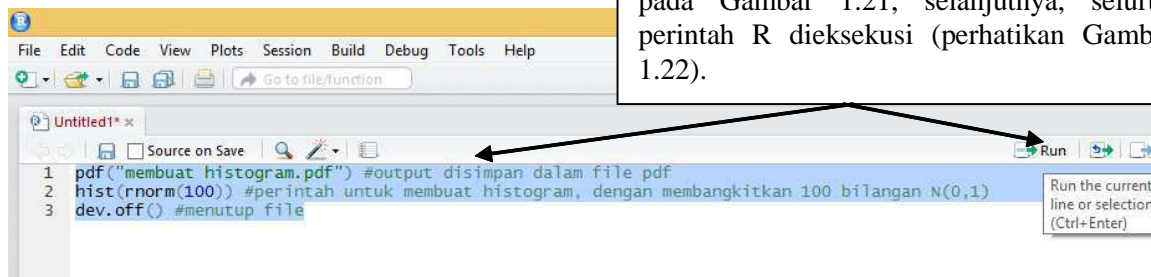 pada Gambar 1.21, selanjutnya,
perintah R dieksekusi (perhatikan
1.22).
File Edit Code View Plots Session Build Debug Tools Help
Go to file/function
Untitled1* ×
Source on Save
Run
1 pdf("membuat histogram.pdf") #output disimpan dalam file pdf
2 hist(rnorm(100)) #perintah untuk membuat histogram, dengan membangkitkan 100 bilangan N(0,1)
3 dev.off() #menutup file
Run the current
line or selection
(Ctrl+Enter)